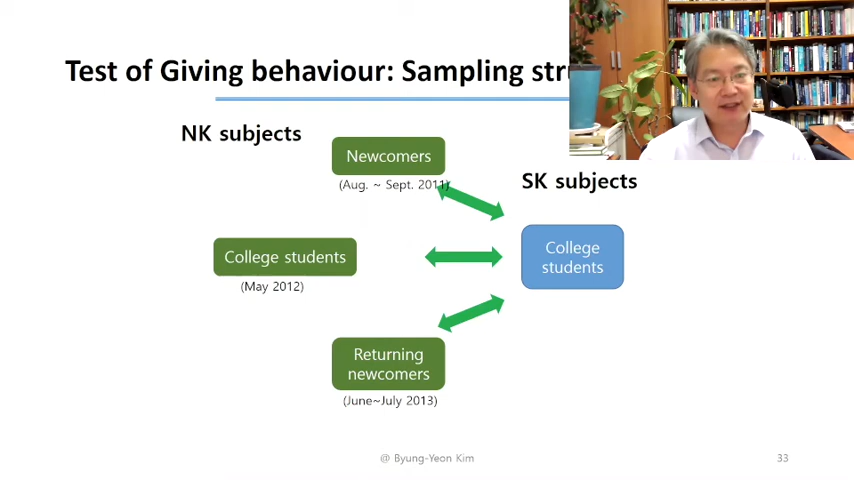 Test of Giving behaviour: Sampling
NK subjects
Newcomers
(Aug. ~ Sept. 2011)
SK subjects
College
students
College students
(May 2012)
Returning
newcomers
(June~July 2013)
@ Byung-Yeon Kim
33